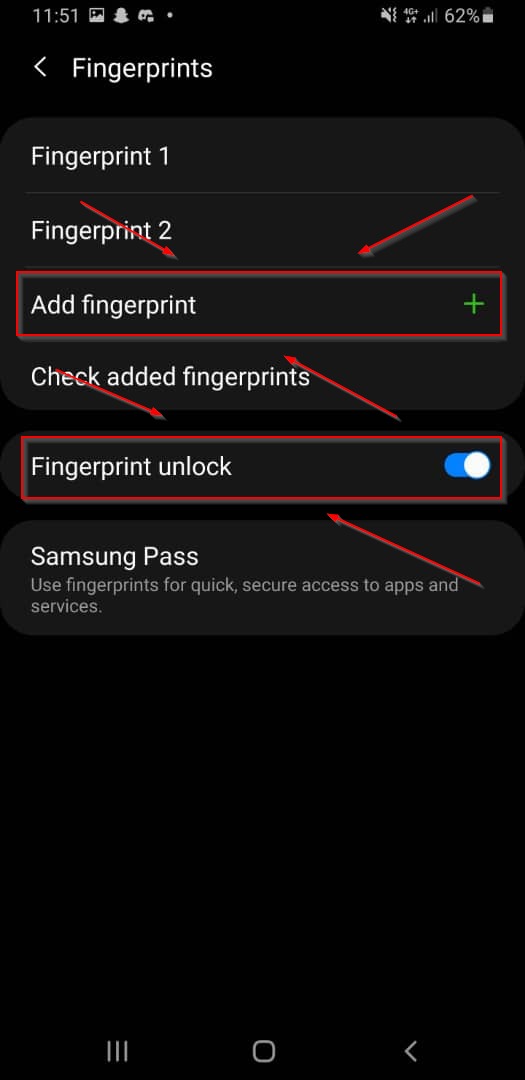 11:51 4G+ 62%
Fingerprints
Fingerprint 1
Fingerprint 2
Add fingerprint
Check added fingerprints
Fingerprint unlock
Samsung Pass
Use fingerprints for quick, secure access to apps and
services.